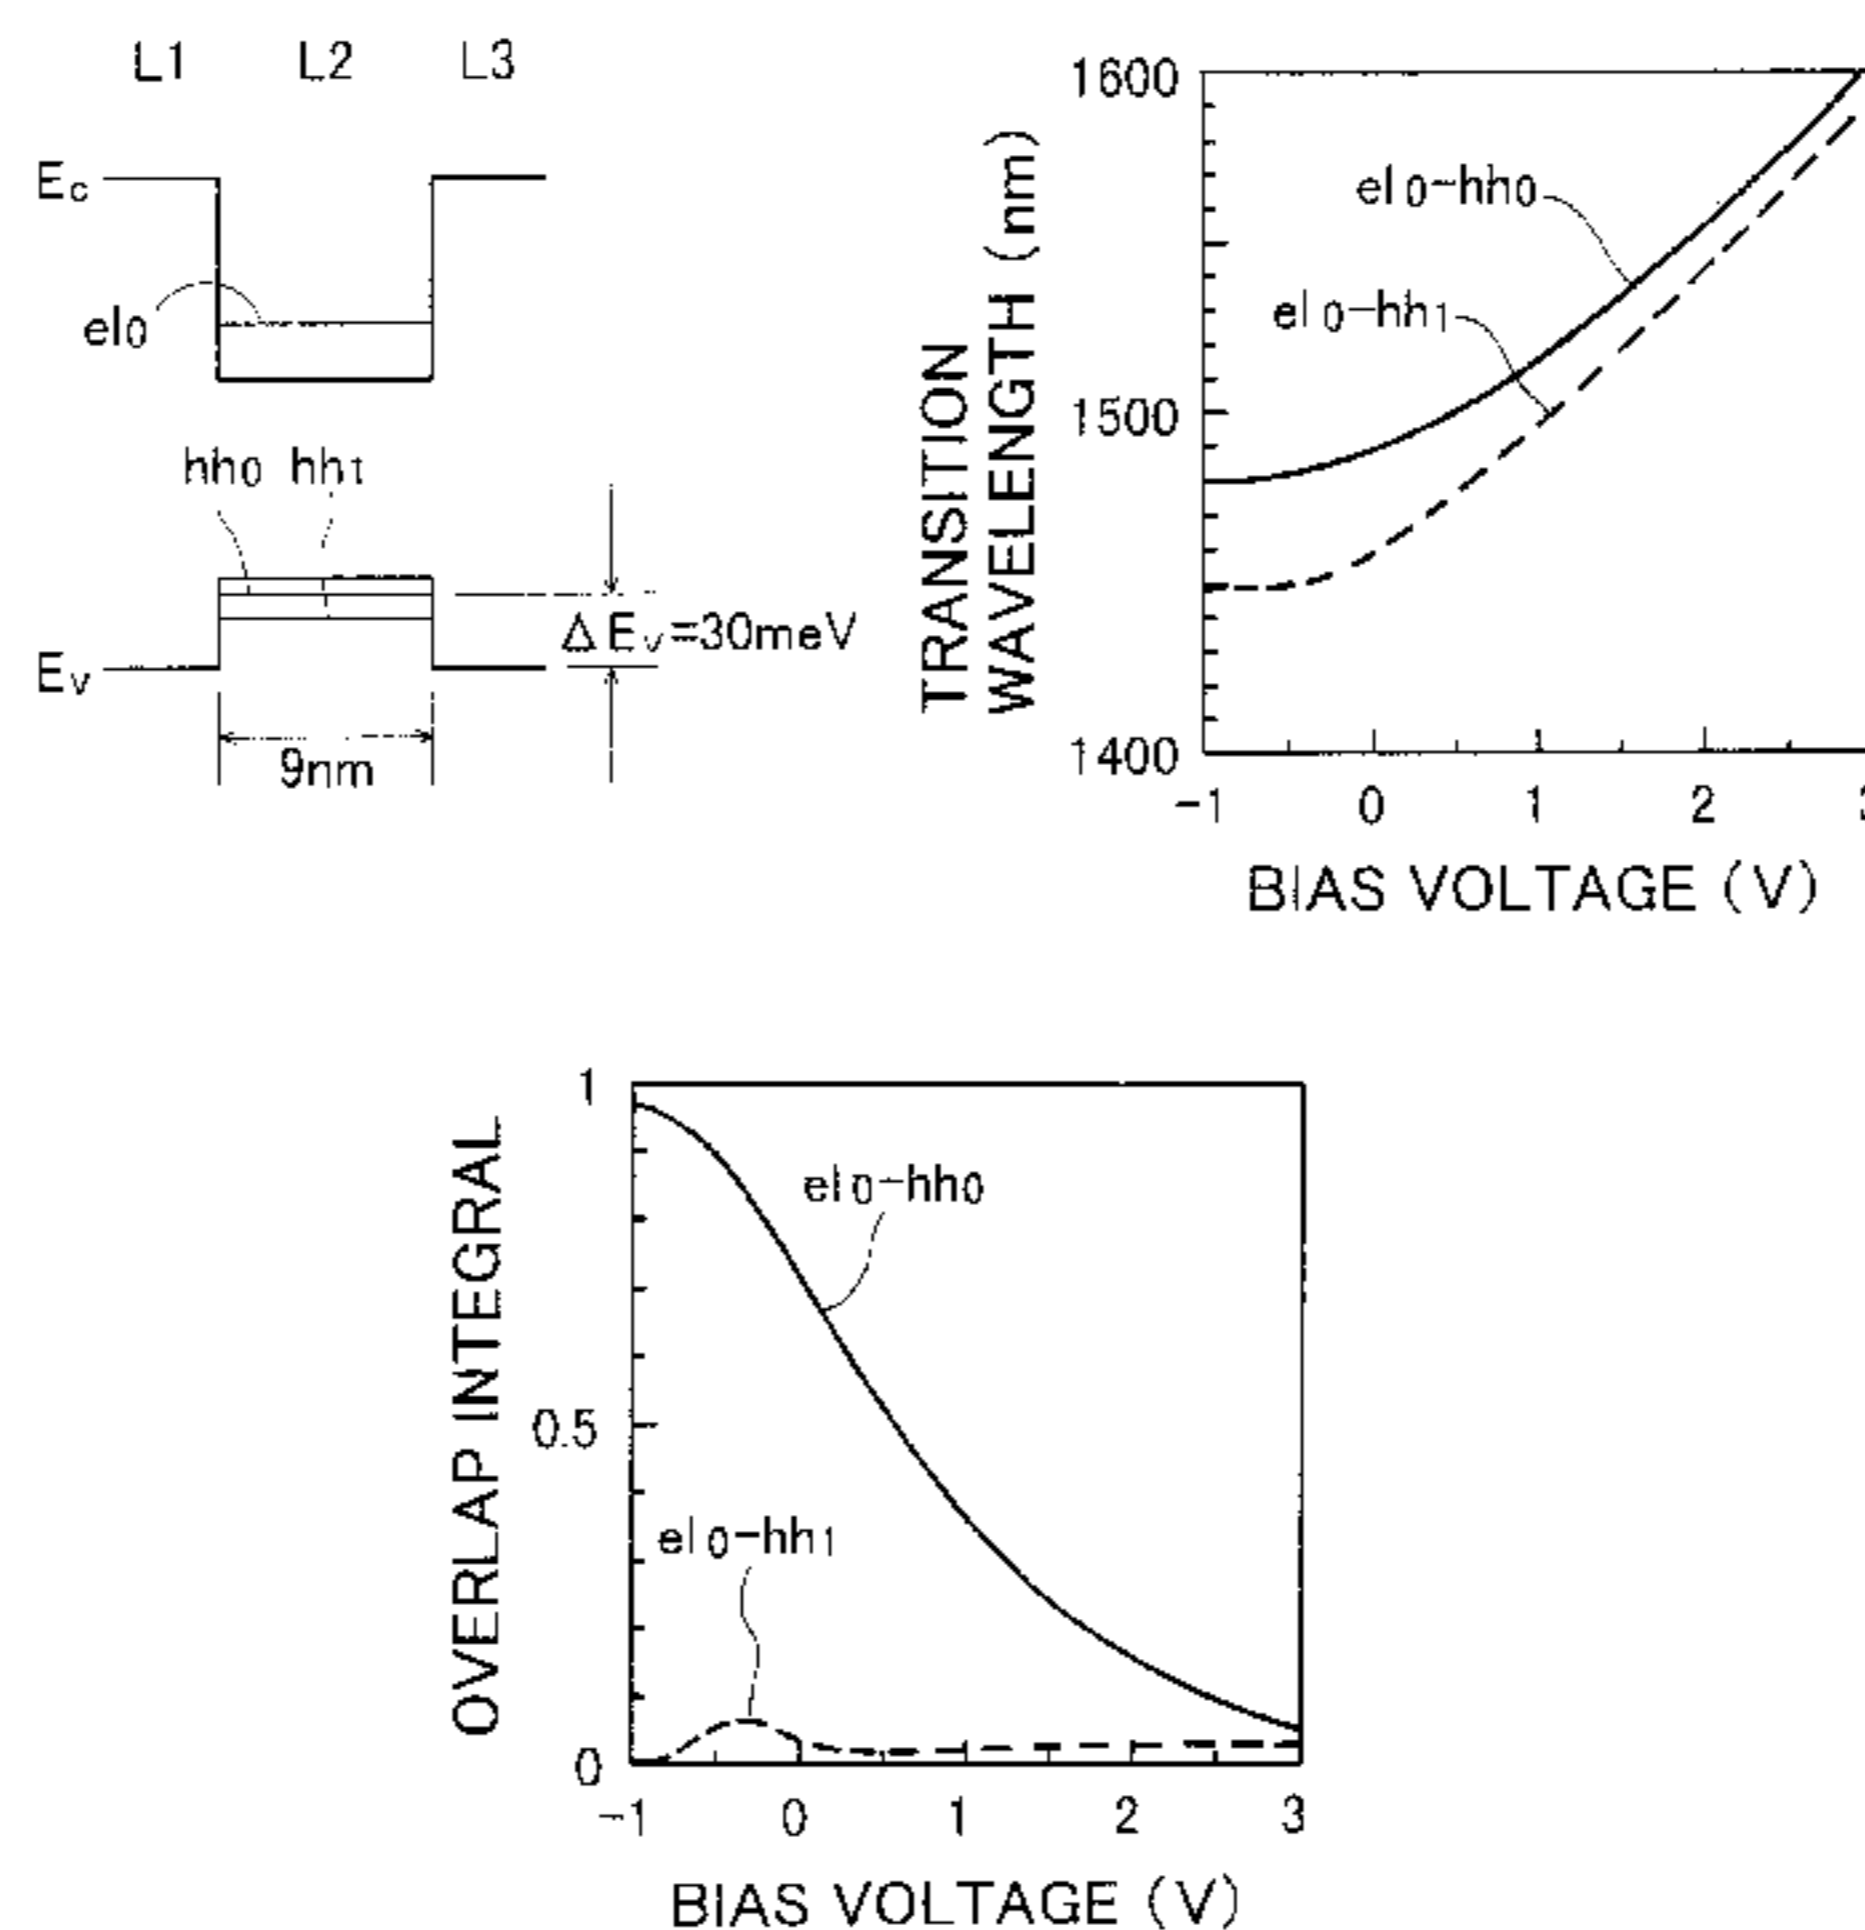 L1 L2 L3
Ec
el0
hh0 hh1
ΔEv=30meV
Ev
9nm
TRANSITION
WAVELENGTH (nm)
1600
1500
1400
el0-hh0
el0-hh1
-1 0 1 2
BIAS VOLTAGE (V)
OVERLAP INTEGRAL
1
0.5
0
el0-hh0
el0-hh1
-1 0 1 2 3
BIAS VOLTAGE (V)